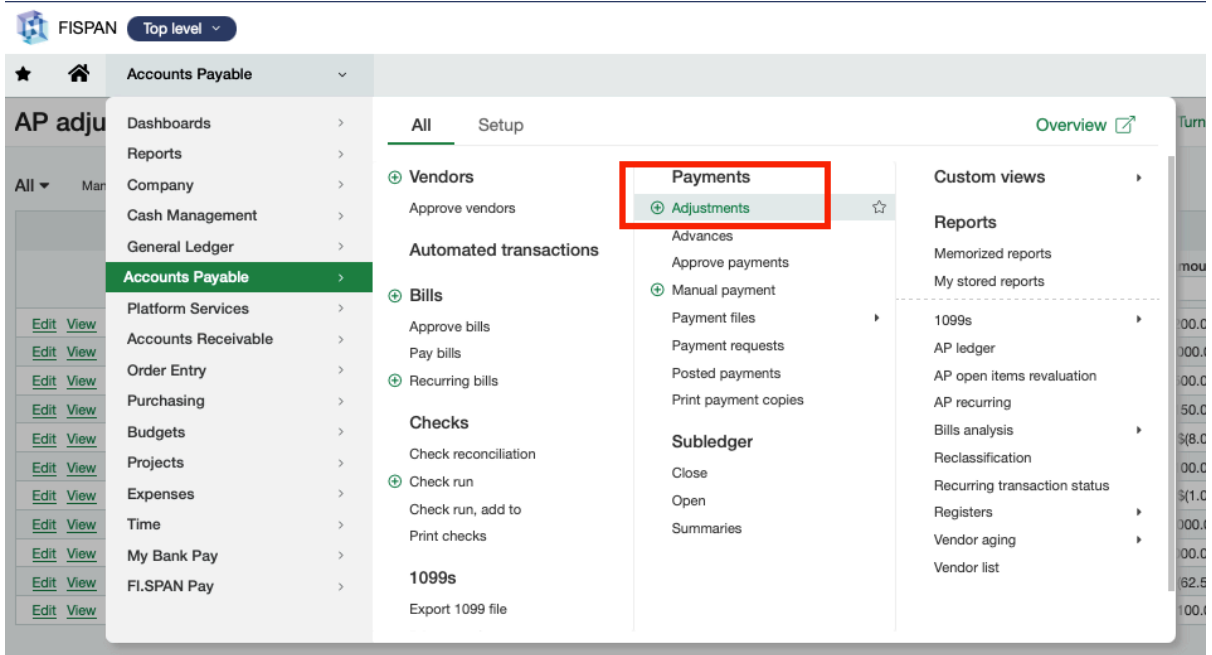 FISPAN Top level
Accounts Payable
AP adju
All
Man
Edit View
Edit View
Edit View
Edit View
Edit View
Edit View
Edit View
Edit View
Edit View
Edit View
Edit View
Dashboards
Reports
Company
Cash Management
General Ledger
Accounts Payable
Platform Services
Accounts Receivable
Order Entry
Purchasing
Budgets
Projects
Expenses
Time
My Bank Pay
FI.SPAN Pay
All Setup Overview
Vendors
Approve vendors
Automated transactions
Bills
Approve bills
Pay bills
Recurring bills
Checks
Check reconciliation
Check run
Check run, add to
Print checks
1099s
Export 1099 file
Payments
Adjustments
Advances
Approve payments
Manual payment
Payment files
Payment requests
Posted payments
Print payment copies
Subledger
Close
Open
Summaries
Custom views
Reports
Memorized reports
My stored reports
1099s
AP ledger
AP open items revaluation
AP recurring
Bills analysis
Reclassification
Recurring transaction status
Registers
Vendor aging
Vendor list
Turn
mou